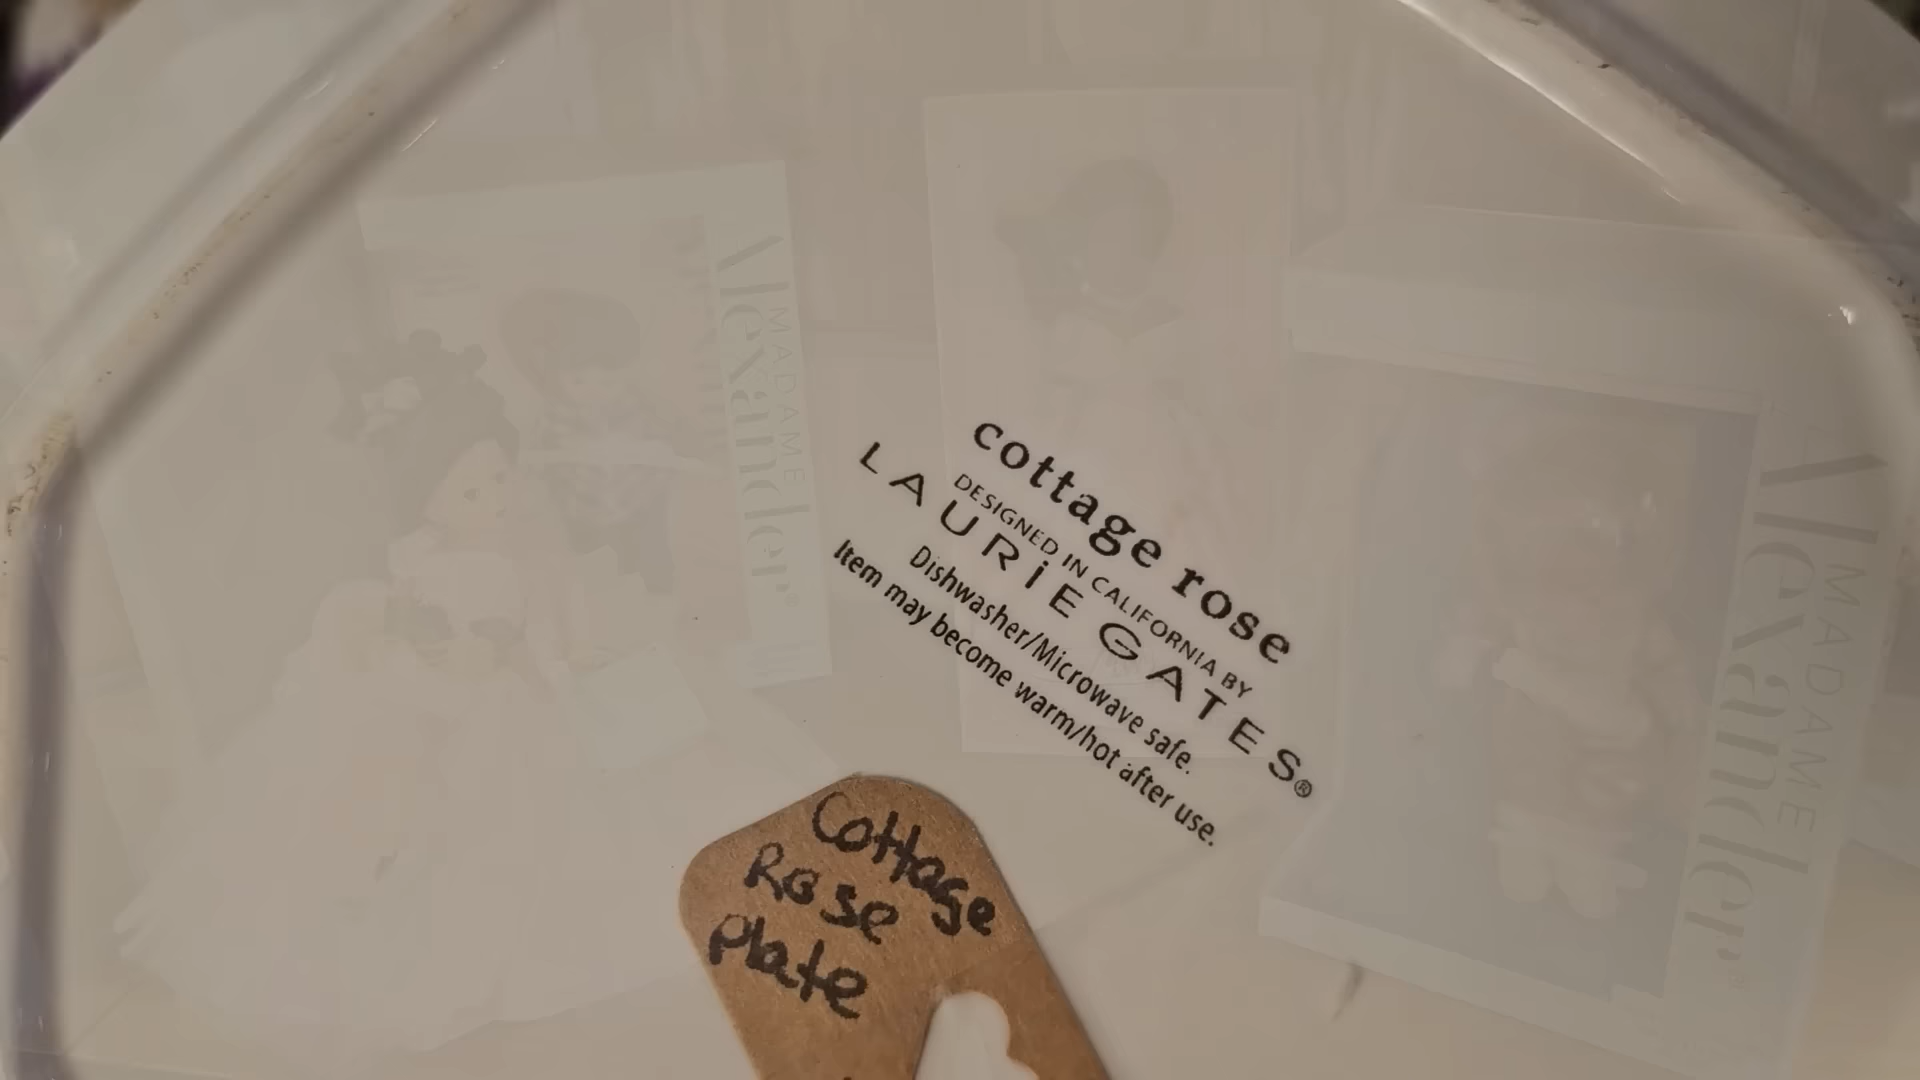 cottage rose
DESIGNED IN CALIFORNIA BY
LAURiE GATES®
Dishwasher/Microwave safe.
Item may become warm/hot after use.
Cottage
Rose
Plate
MADAME
Alexander®
MADAME
Alexander®